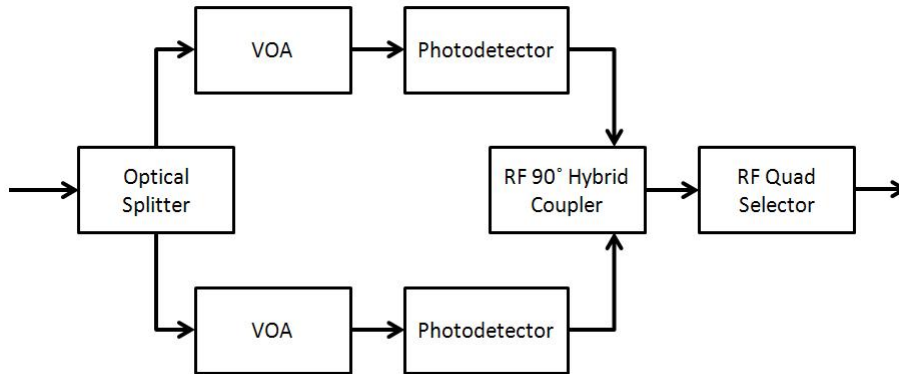 VOA
Photodetector
Optical
Splitter
RF 90˚ Hybrid
Coupler
RF Quad
Selector
VOA
Photodetector